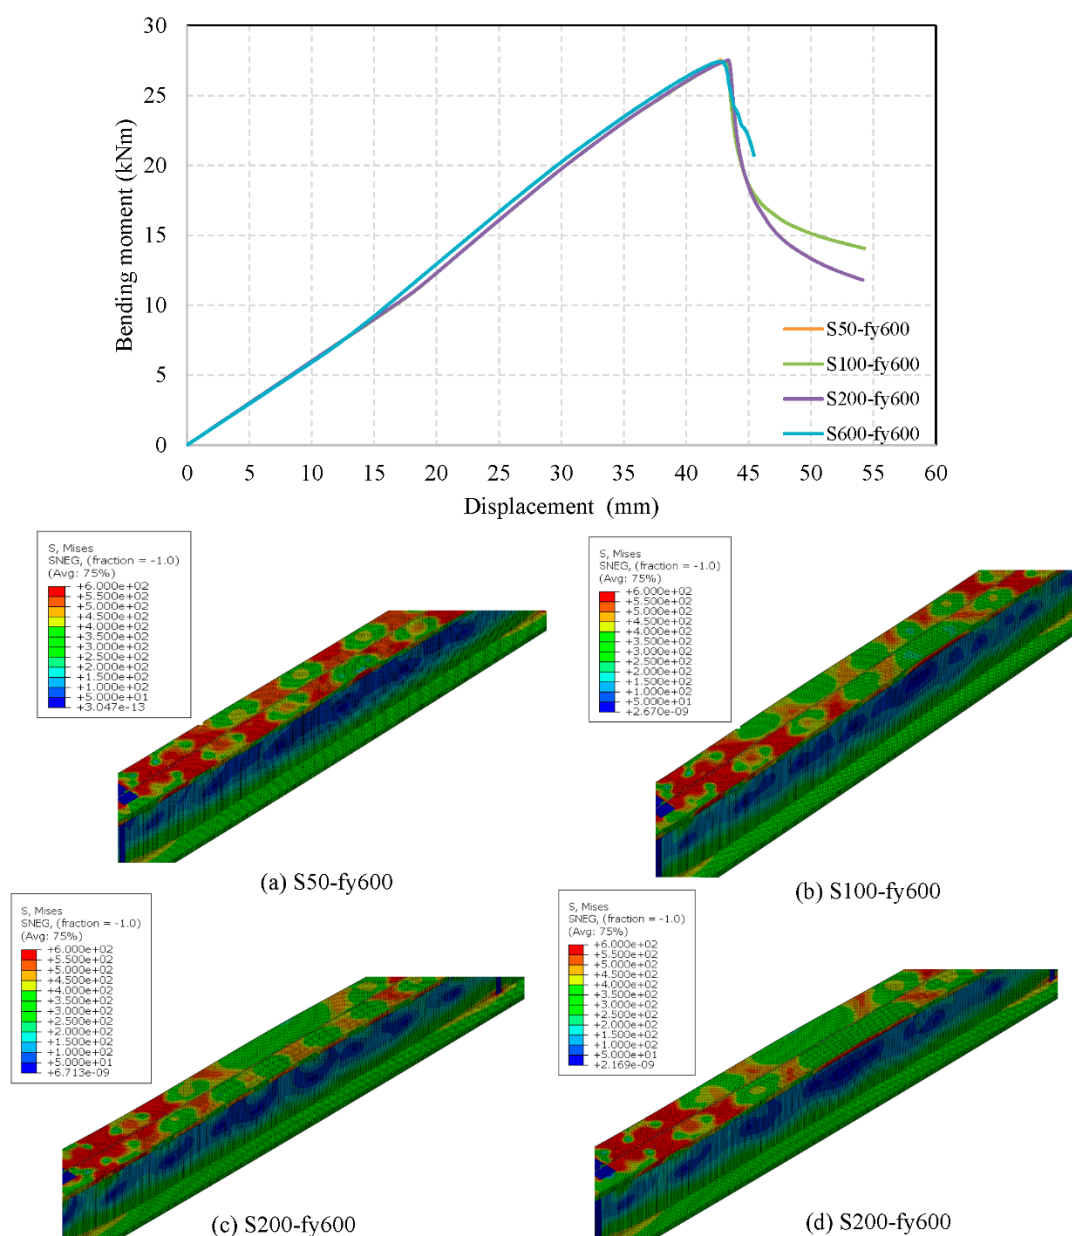 30
25
20
15
10
5
0
Bending moment (kNm)
0 5 10 15 20 25 30 35 40 45 50 55 60
Displacement (mm)
S50-fy600
S100-fy600
S200-fy600
S600-fy600
S, Mises
SNEG, (fraction = -1.0)
(Avg: 75%)
+6.000e+02
+5.500e+02
+5.000e+02
+4.500e+02
+4.000e+02
+3.500e+02
+3.000e+02
+2.500e+02
+2.000e+02
+1.500e+02
+1.000e+02
+5.000e+01
+3.047e-13
(a) S50-fy600
S, Mises
SNEG, (fraction = -1.0)
(Avg: 75%)
+6.000e+02
+5.500e+02
+5.000e+02
+4.500e+02
+4.000e+02
+3.500e+02
+3.000e+02
+2.500e+02
+2.000e+02
+1.500e+02
+1.000e+02
+5.000e+01
+2.670e-09
(b) S100-fy600
S, Mises
SNEG, (fraction = -1.0)
(Avg: 75%)
+6.000e+02
+5.500e+02
+5.000e+02
+4.500e+02
+4.000e+02
+3.500e+02
+3.000e+02
+2.500e+02
+2.000e+02
+1.500e+02
+1.000e+02
+5.000e+01
+6.713e-09
(c) S200-fy600
S, Mises
SNEG, (fraction = -1.0)
(Avg: 75%)
+6.000e+02
+5.500e+02
+5.000e+02
+4.500e+02
+4.000e+02
+3.500e+02
+3.000e+02
+2.500e+02
+2.000e+02
+1.500e+02
+1.000e+02
+5.000e+01
+2.169e-09
(d) S200-fy600